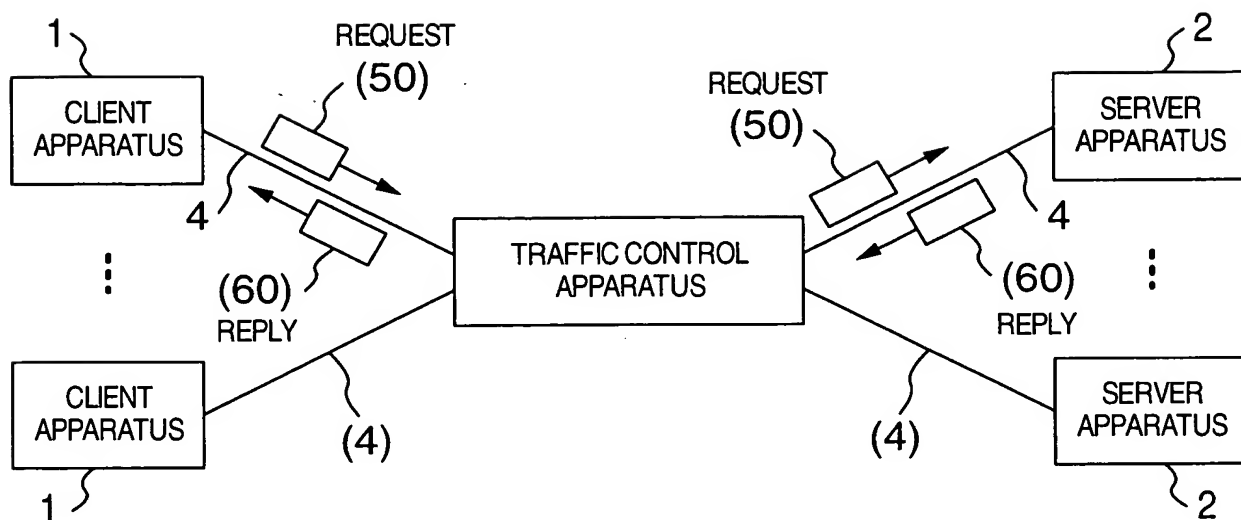 1
REQUEST
(50)
2
CLIENT
APPARATUS
REQUEST
(50)
SERVER
APPARATUS
4
4
TRAFFIC CONTROL
APPARATUS
(60)
REPLY
(60)
REPLY
CLIENT
APPARATUS
(4)
(4)
SERVER
APPARATUS
1
2